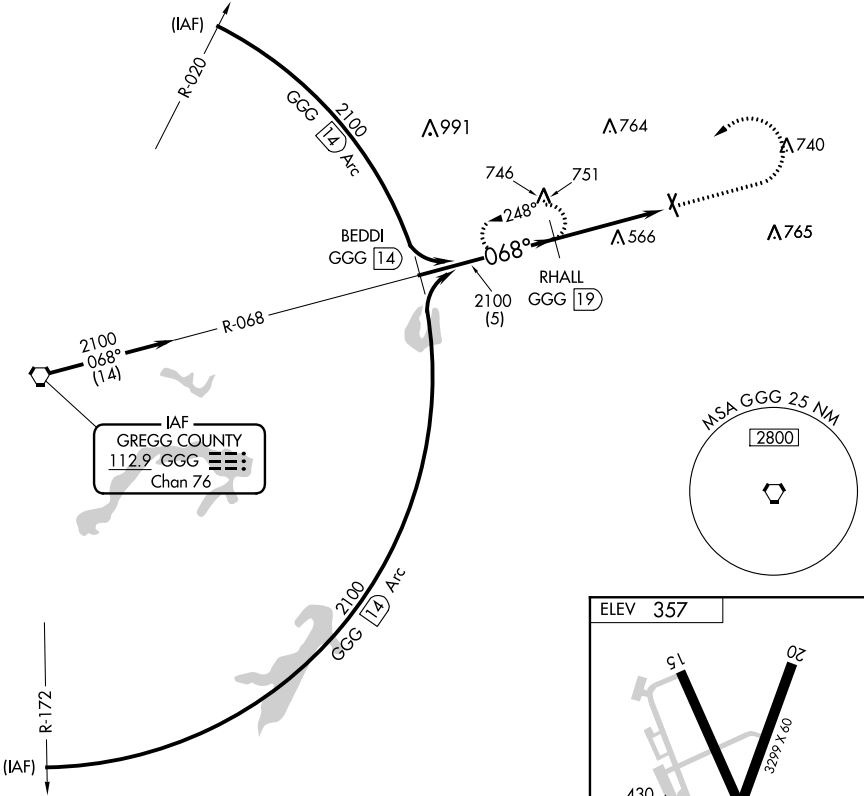 (IAF)
R-020
2100
GGG 14 Arc
991
764
740
746
751
248°
BEDDI
GGG 14
068°
566
765
RHALL
GGG 19
2100
(5)
R-068
2100
068°
(14)
IAF
GREGG COUNTY
112.9 GGG
Chan 76
MSA GGG 25 NM
2800
2100
GGG 14 Arc
R-172
(IAF)
ELEV 357
15
20
3299 X 60
430